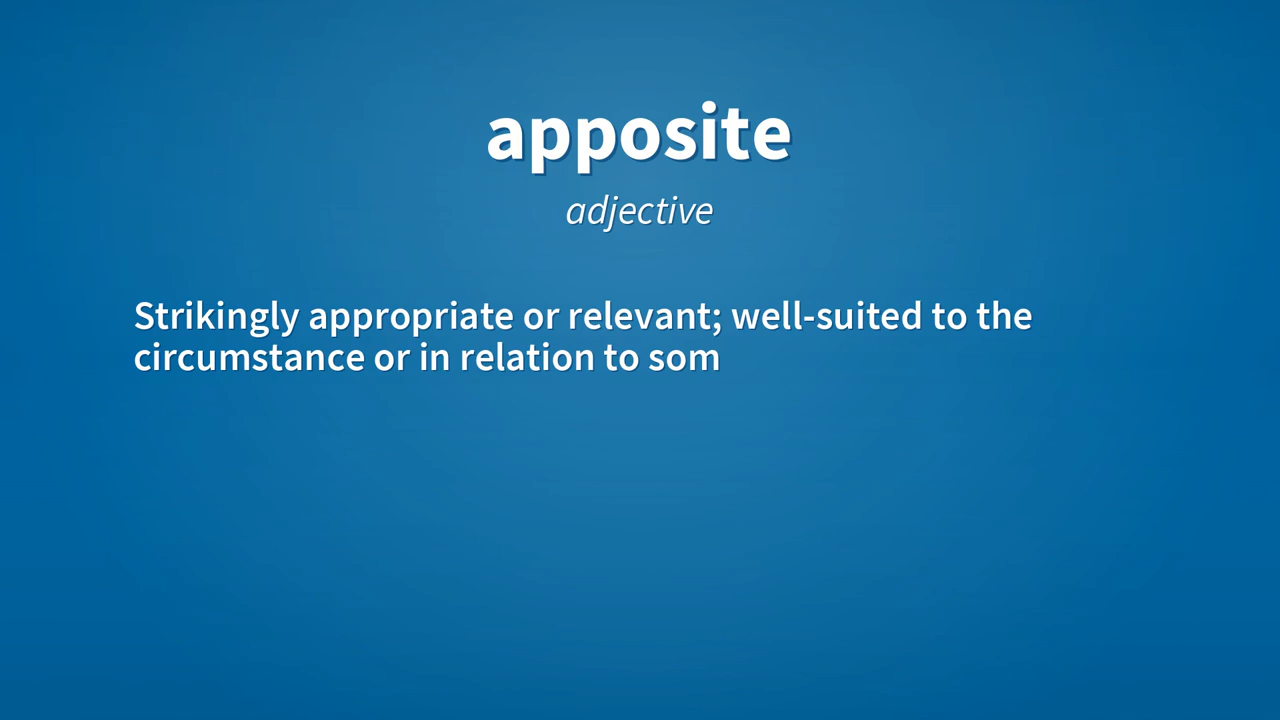 apposite
adjective
Strikingly appropriate or relevant; well-suited to the
circumstance or in relation to som